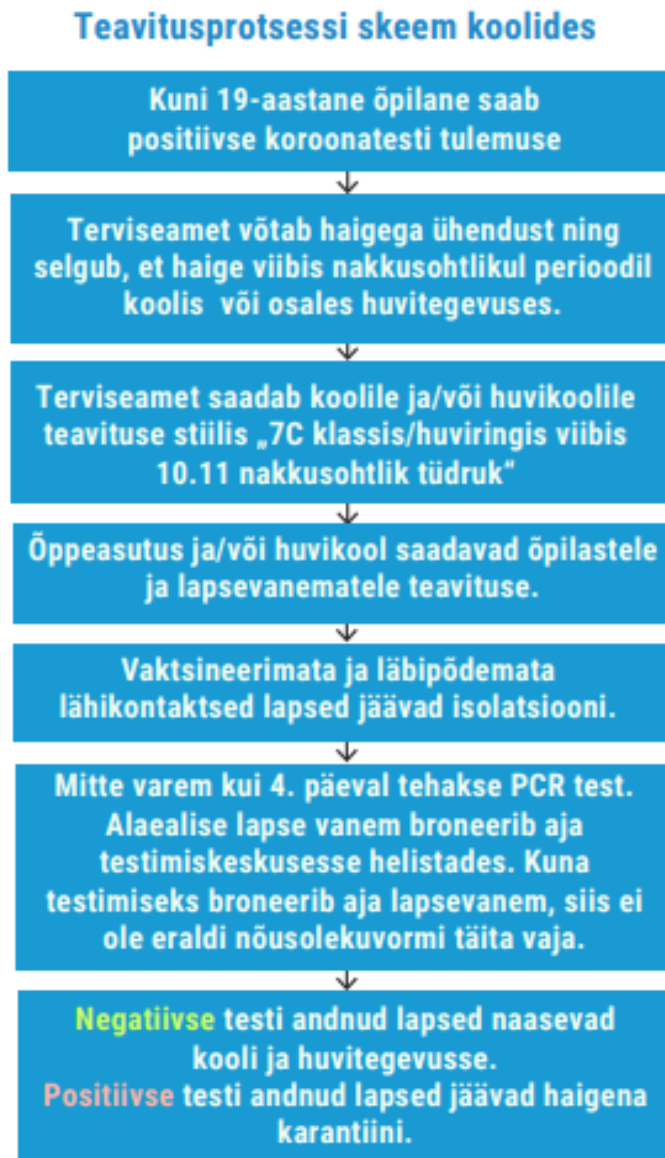 Teavitusprotsessi skeem koolides
Kuni 19-aastane õpilane saab
positiivse koroonatesti tulemuse
Terviseamet võtab haigega ühendust ning
selgub, et haige viibis nakkusohtlikul perioodil
koolis või osales huvitegevuses.
Terviseamet saadab koolile ja/või huvikoolile
teavituse stiilis „7C klassis/huviringis viibis
10.11 nakkusohtlik tüdruk“
Õppeasutus ja/või huvikool saadavad õpilastele
ja lapsevanematele teavituse.
Vaktsineerimata ja läbipõdemata
lähikontaktsed lapsed jäävad isolatsiooni.
Mitte varem kui 4. päeval tehakse PCR test.
Alaealise lapse vanem broneerib aja
testimiskeskusesse helistades. Kuna
testimiseks broneerib aja lapsevanem, siis ei
ole eraldi nõusolekuvormi täita vaja.
Negatiivse testi andnud lapsed naasevad
kooli ja huvitegevusse.
Positiivse testi andnud lapsed jäävad haigena
karantiini.